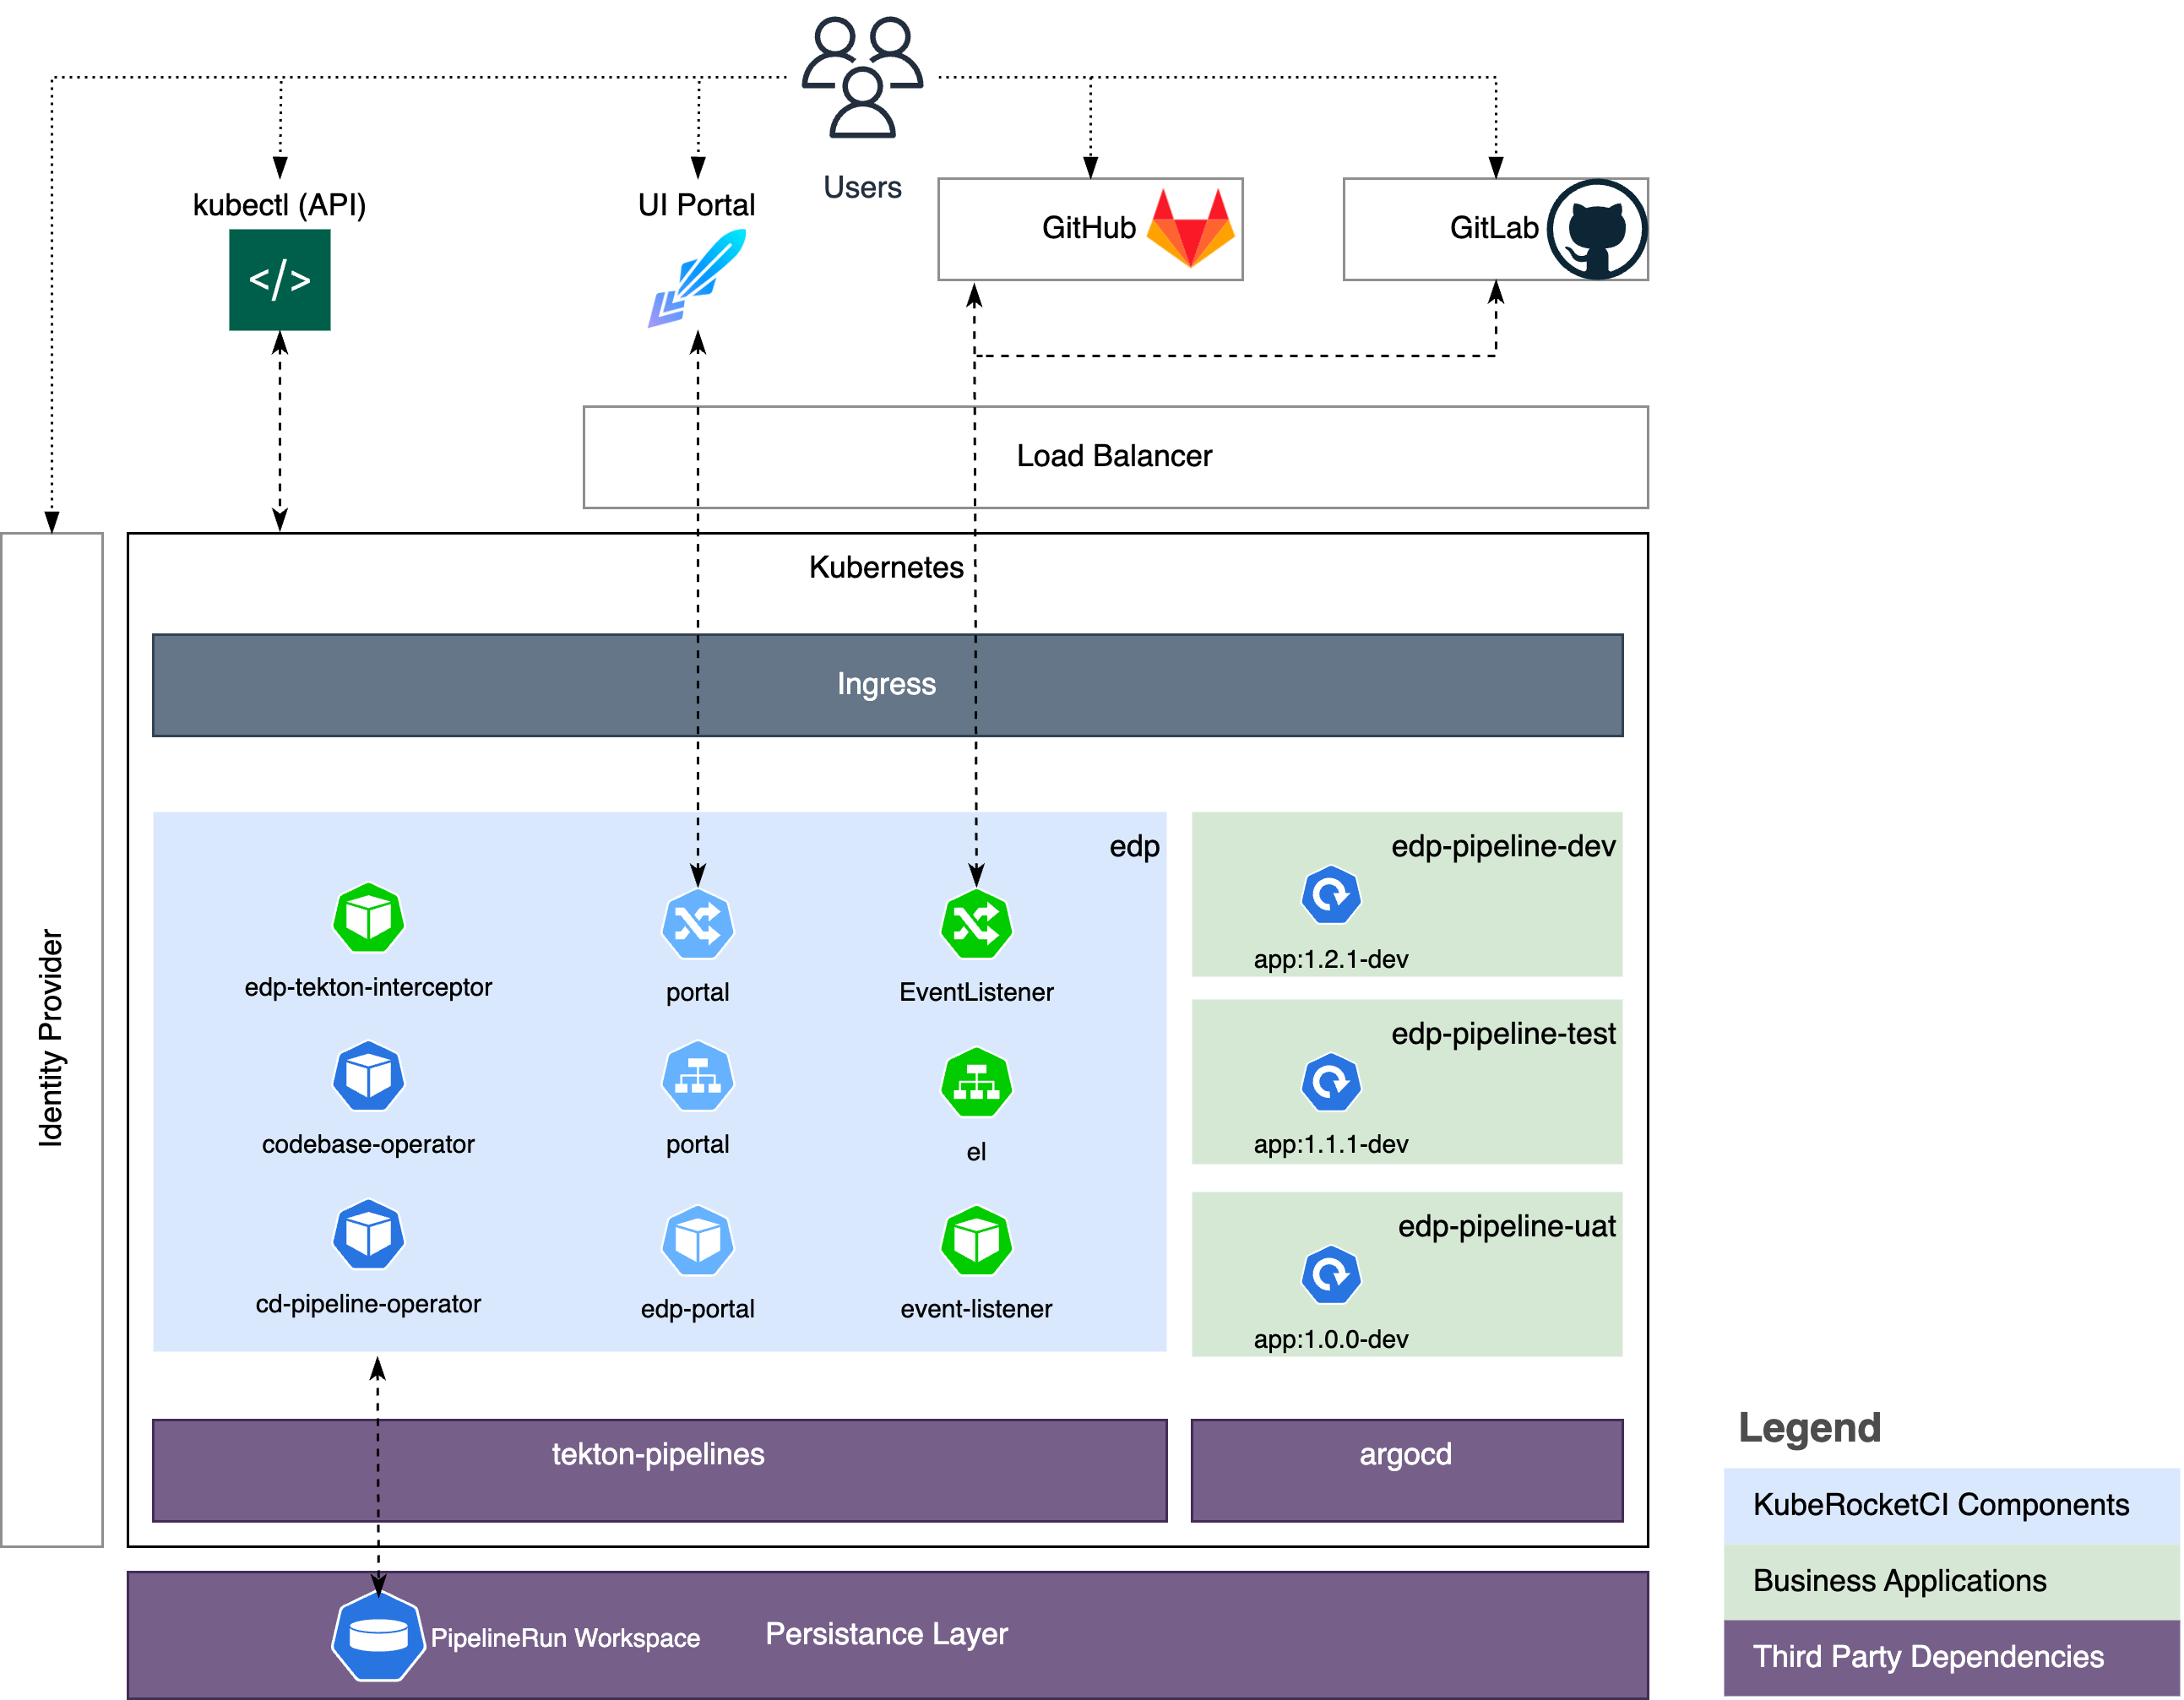 Users
kubectl (API)
UI Portal
GitHub
GitLab
</>
Load Balancer
Kubernetes
Ingress
Identity Provider
edp
edp-tekton-interceptor
portal
EventListener
codebase-operator
portal
el
cd-pipeline-operator
edp-portal
event-listener
edp-pipeline-dev
app:1.2.1-dev
edp-pipeline-test
app:1.1.1-dev
edp-pipeline-uat
app:1.0.0-dev
tekton-pipelines
argocd
PipelineRun Workspace
Persistance Layer
Legend
KubeRocketCI Components
Business Applications
Third Party Dependencies